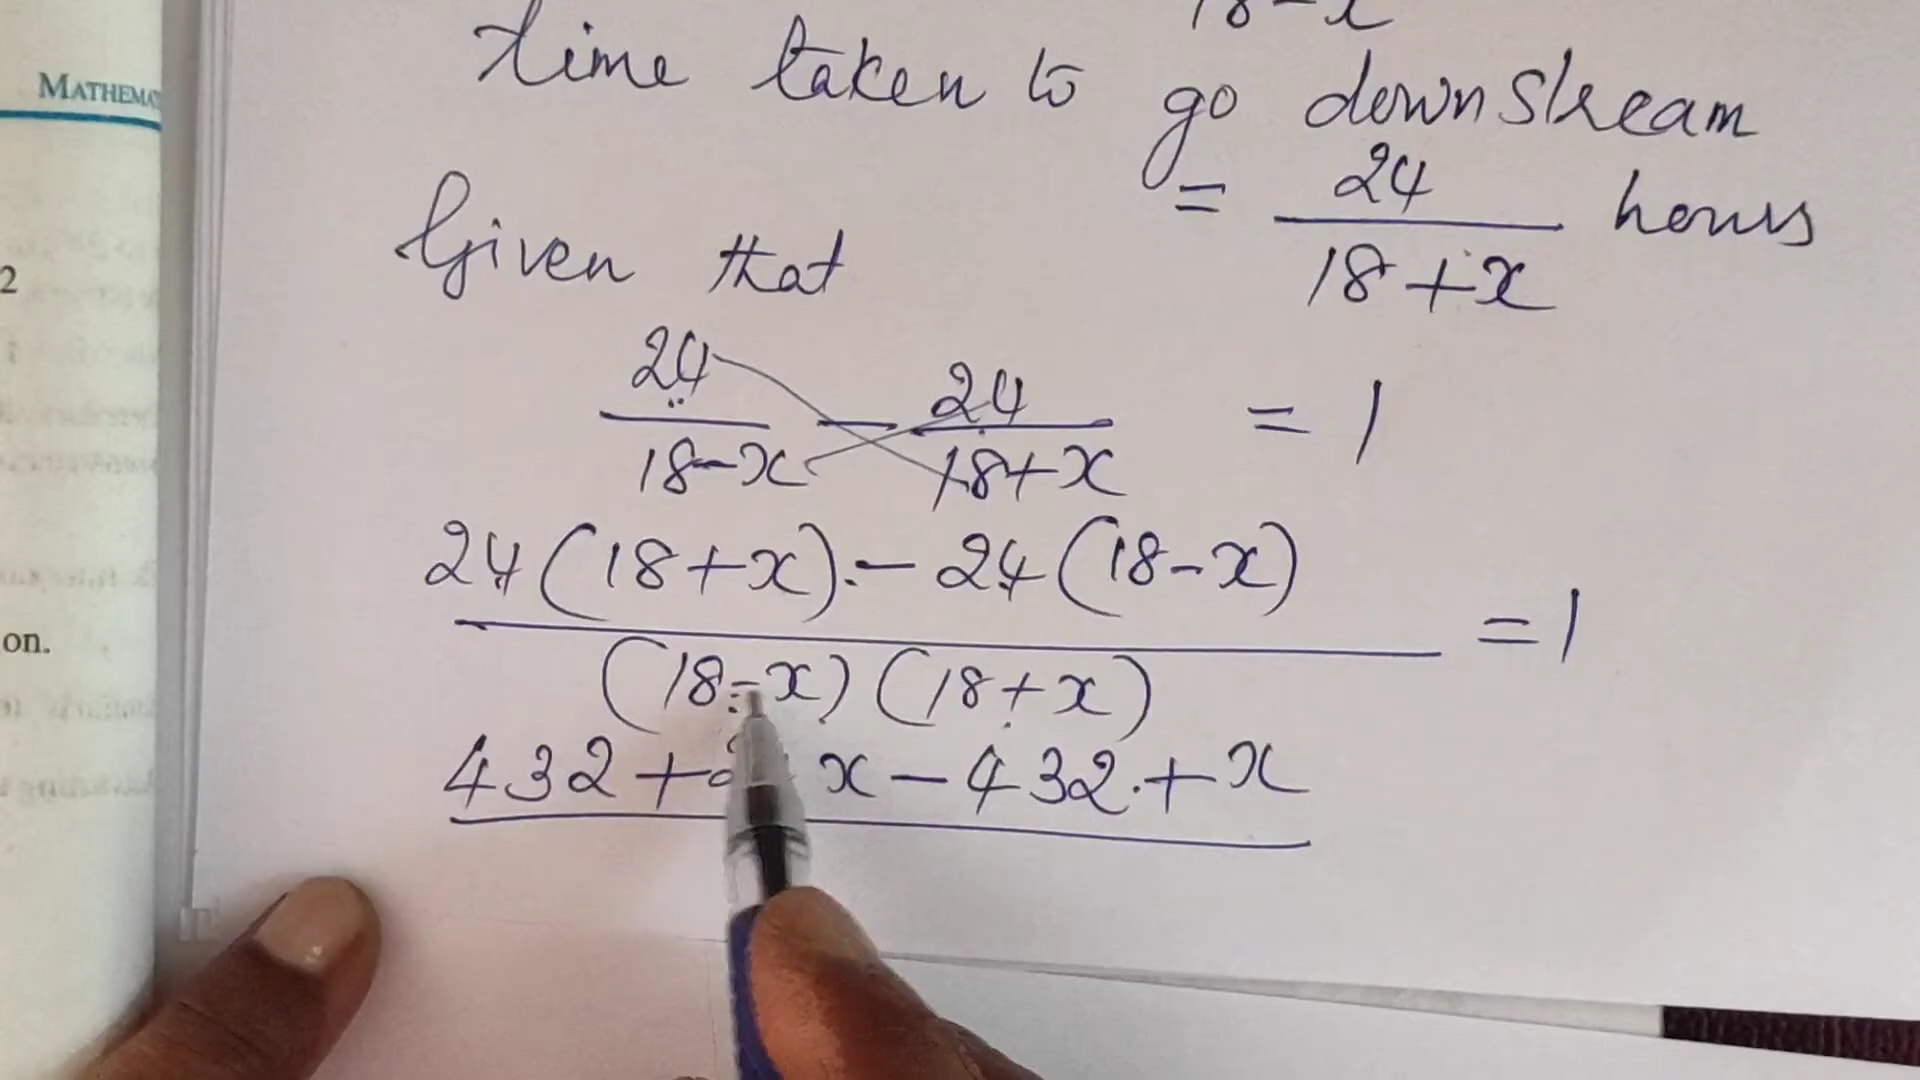 18-x
MATHEMA
time taken to go downstream
= 24/18+x hours
Given that
2
24/18-x - 24/18+x = 1
24(18+x) - 24(18-x)/(18-x)(18+x) = 1
on.
432+ x-432+x